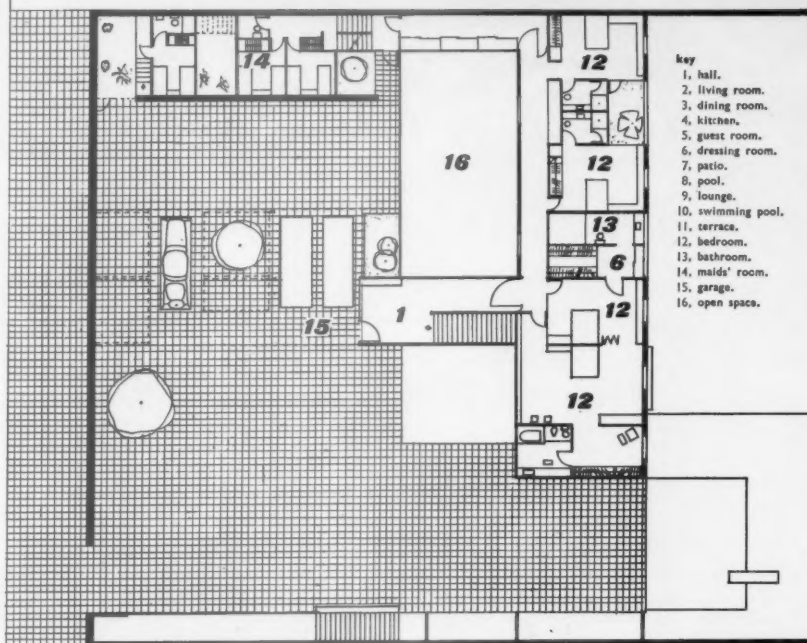 14
12
key
1, hall.
2, living room.
3, dining room.
4, kitchen.
5, guest room.
6, dressing room.
7, patio.
8, pool.
9, lounge.
10, swimming pool.
11, terrace.
12, bedroom.
13, bathroom.
14, maids' room.
15, garage.
16, open space.
16
12
13
6
15
1
12
12